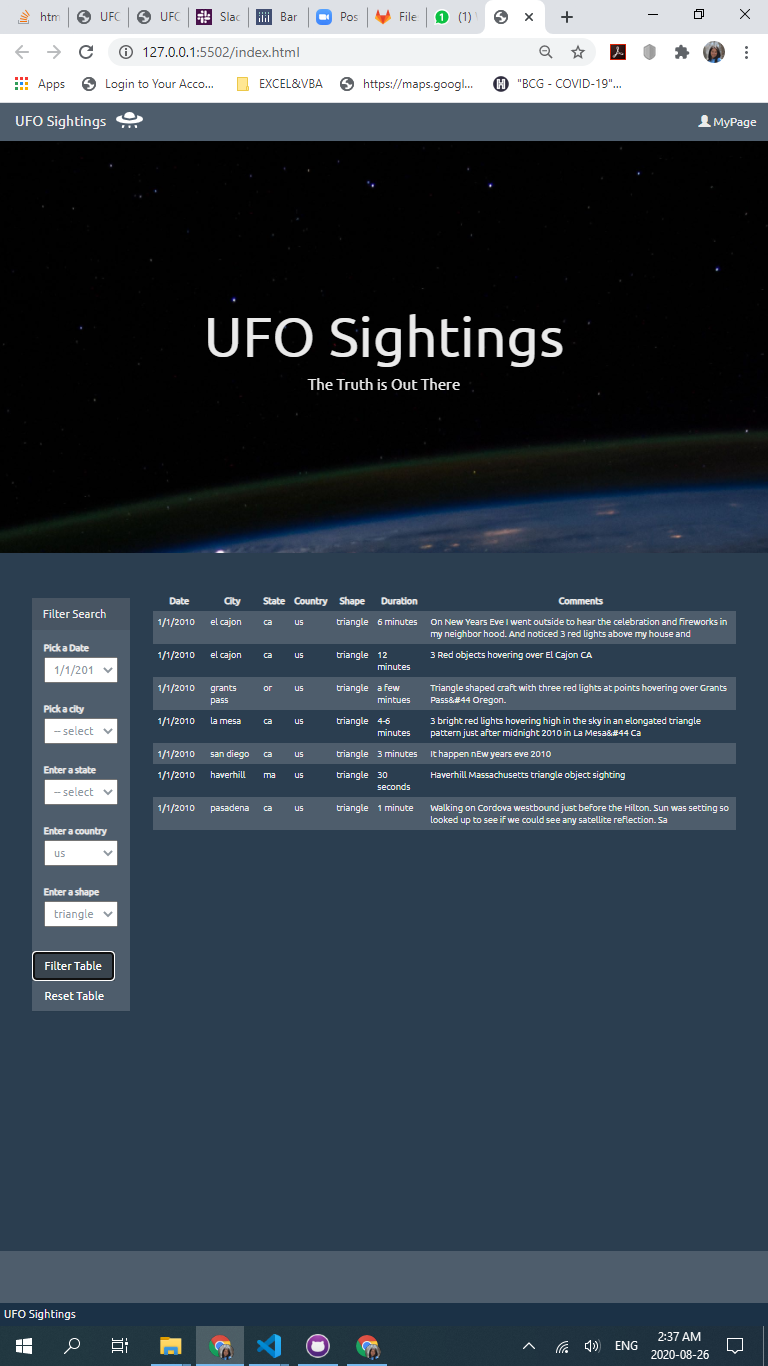 htm
UFO
UFO
Slac
Bar
Pos
File
(1)
127.0.0.1:5502/index.html
Apps
Login to Your Acco...
EXCEL&VBA
https://maps.googl...
"BCG - COVID-19"...
UFO Sightings
MyPage
UFO Sightings
The Truth is Out There
Filter Search
Pick a Date
1/1/201
Pick a city
-- select
Enter a state
-- select
Enter a country
us
Enter a shape
triangle
Filter Table
Reset Table
Date City State Country Shape Duration Comments
1/1/2010 el cajon ca us triangle 6 minutes On New Years Eve I went outside to hear the celebration and fireworks in
my neighbor hood. And noticed 3 red lights above my house and
1/1/2010 el cajon ca us triangle 12 3 Red objects hovering over El Cajon CA
minutes
1/1/2010 grants or us triangle a few Triangle shaped craft with three red lights at points hovering over Grants
pass mintues Pass&#44 Oregon.
1/1/2010 la mesa ca us triangle 4-6 3 bright red lights hovering high in the sky in an elongated triangle
minutes pattern just after midnight 2010 in La Mesa&#44 Ca
1/1/2010 san diego ca us triangle 3 minutes It happen nEw years eve 2010
1/1/2010 haverhill ma us triangle 30 Haverhill Massachusetts triangle object sighting
seconds
1/1/2010 pasadena ca us triangle 1 minute Walking on Cordova westbound just before the Hilton. Sun was setting so
looked up to see if we could see any satellite reflection. Sa
UFO Sightings
ENG
2:37 AM
2020-08-26